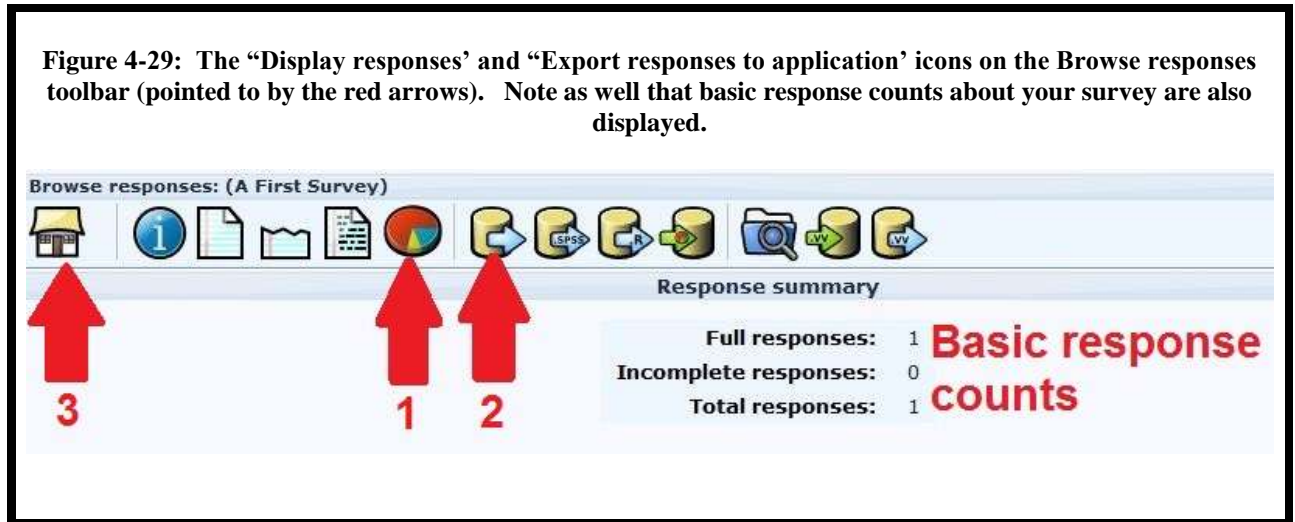 Figure 4-29:  The “Display responses’ and “Export responses to application’ icons on the Browse responses
toolbar (pointed to by the red arrows).   Note as well that basic response counts about your survey are also
displayed.
Browse responses: (A First Survey)
i
.SPSS
R
.VV
.VV
Response summary
Full responses: 1
Incomplete responses: 0
Total responses: 1
Basic response
counts
3
1
2